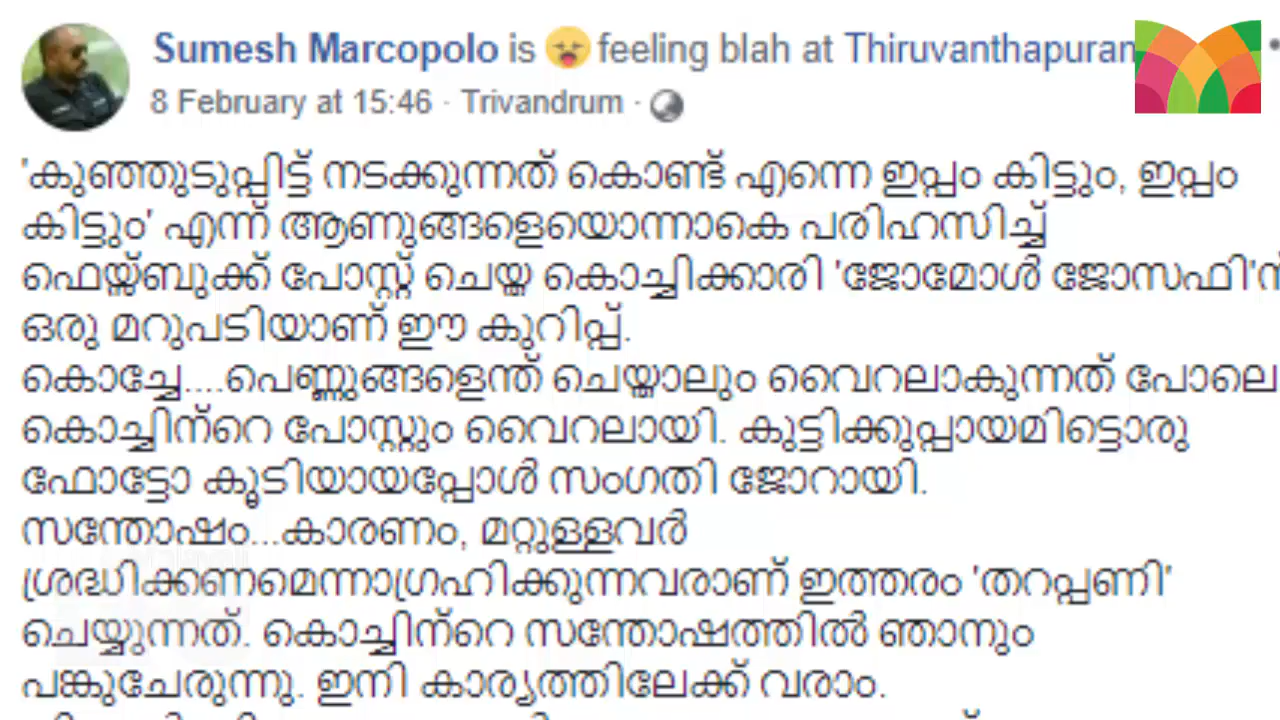 Sumesh Marcopolo is feeling blah at Thiruvanthapuram
8 February at 15:46 · Trivandrum ·
'കുഞ്ഞുടുപ്പിട്ട് നടക്കുന്നത് കൊണ്ട് എന്നെ ഇപ്പം കിട്ടും, ഇപ്പം
കിട്ടും' എന്ന് ആണുങ്ങളെയൊന്നാകെ പരിഹസിച്ച്
ഫെയ്സ്ബുക്ക് പോസ്റ്റ് ചെയ്ത കൊച്ചിക്കാരി 'ജോമോൾ ജോസഫി'ന്
ഒരു മറുപടിയാണ് ഈ കുറിപ്പ്.
കൊച്ചേ....പെണ്ണുങ്ങളെന്ത് ചെയ്താലും വൈറലാകുന്നത് പോലെ
കൊച്ചിന്റെ പോസ്റ്റും വൈറലായി. കുട്ടിക്കുപ്പായമിട്ടൊരു
ഫോട്ടോ കൂടിയായപ്പോൾ സംഗതി ജോറായി.
സന്തോഷം...കാരണം, മറ്റുള്ളവർ
ശ്രദ്ധിക്കണമെന്നാഗ്രഹിക്കുന്നവരാണ് ഇത്തരം 'തറപ്പണി'
ചെയ്യുന്നത്. കൊച്ചിന്റെ സന്തോഷത്തിൽ ഞാനും
പങ്കുചേരുന്നു. ഇനി കാര്യത്തിലേക്ക് വരാം.